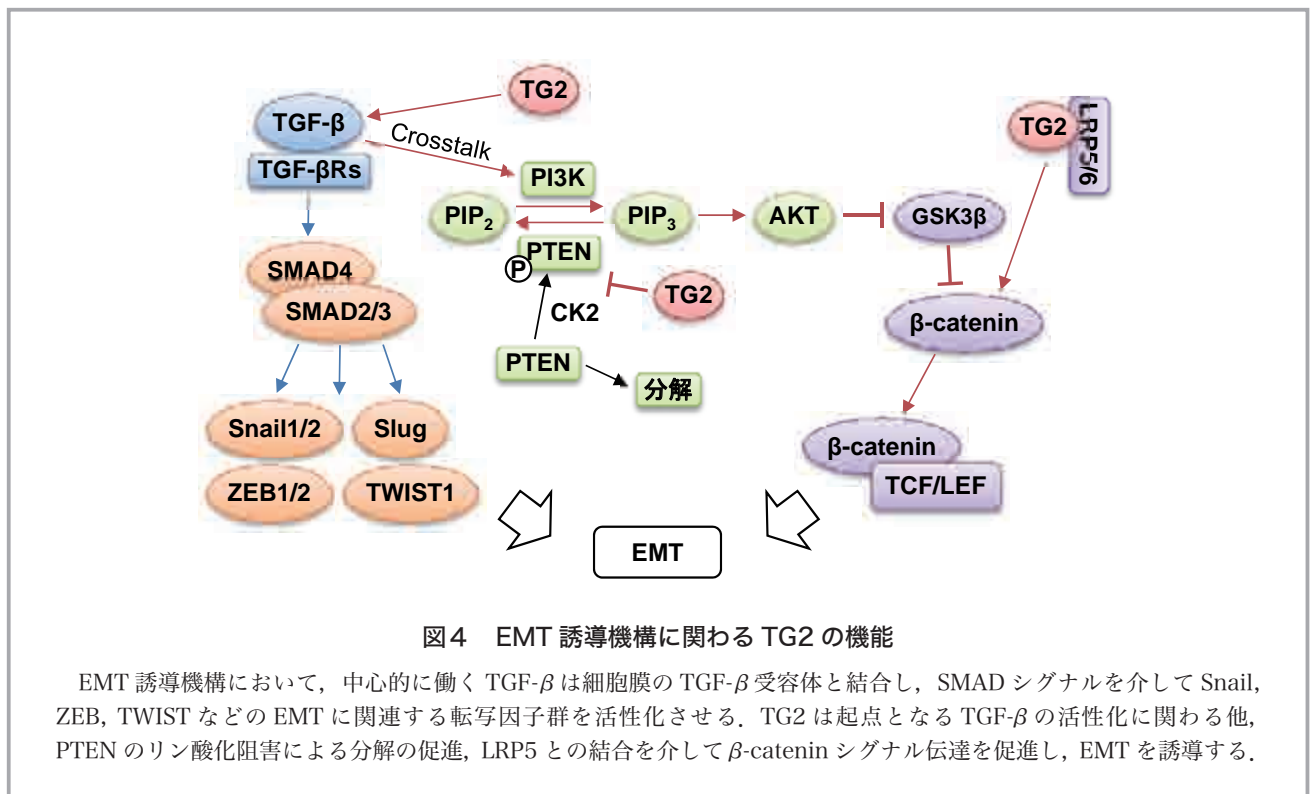 TG2
TGF-β
Crosstalk
TGF-βRs
TG2
LRP5/6
PI3K
PIP2
PIP3
AKT
GSK3β
PTEN
P
SMAD4
TG2
SMAD2/3
CK2
β-catenin
PTEN
分解
Snail1/2
Slug
β-catenin
TCF/LEF
ZEB1/2
TWIST1
EMT
図4 EMT 誘導機構に関わる TG2 の機能
EMT 誘導機構において,中心的に働く TGF-β は細胞膜の TGF-β 受容体と結合し,SMAD シグナルを介して Snail,
ZEB, TWIST などの EMT に関連する転写因子群を活性化させる.TG2 は起点となる TGF-β の活性化に関わる他,
PTEN のリン酸化阻害による分解の促進,LRP5 との結合を介して β-catenin シグナル伝達を促進し,EMT を誘導する.